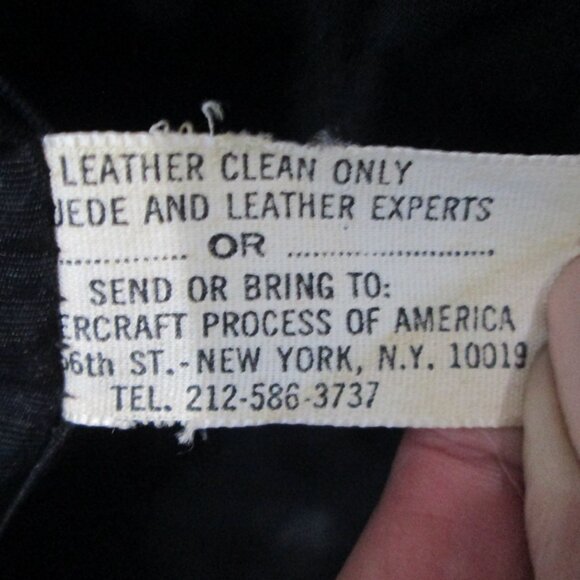 LEATHER CLEAN ONLY
UEDE AND LEATHER EXPERTS
............... OR ........................
SEND OR BRING TO:
ERCRAFT PROCESS OF AMERICA
56th ST.-NEW YORK, N.Y. 10019
TEL. 212-586-3737